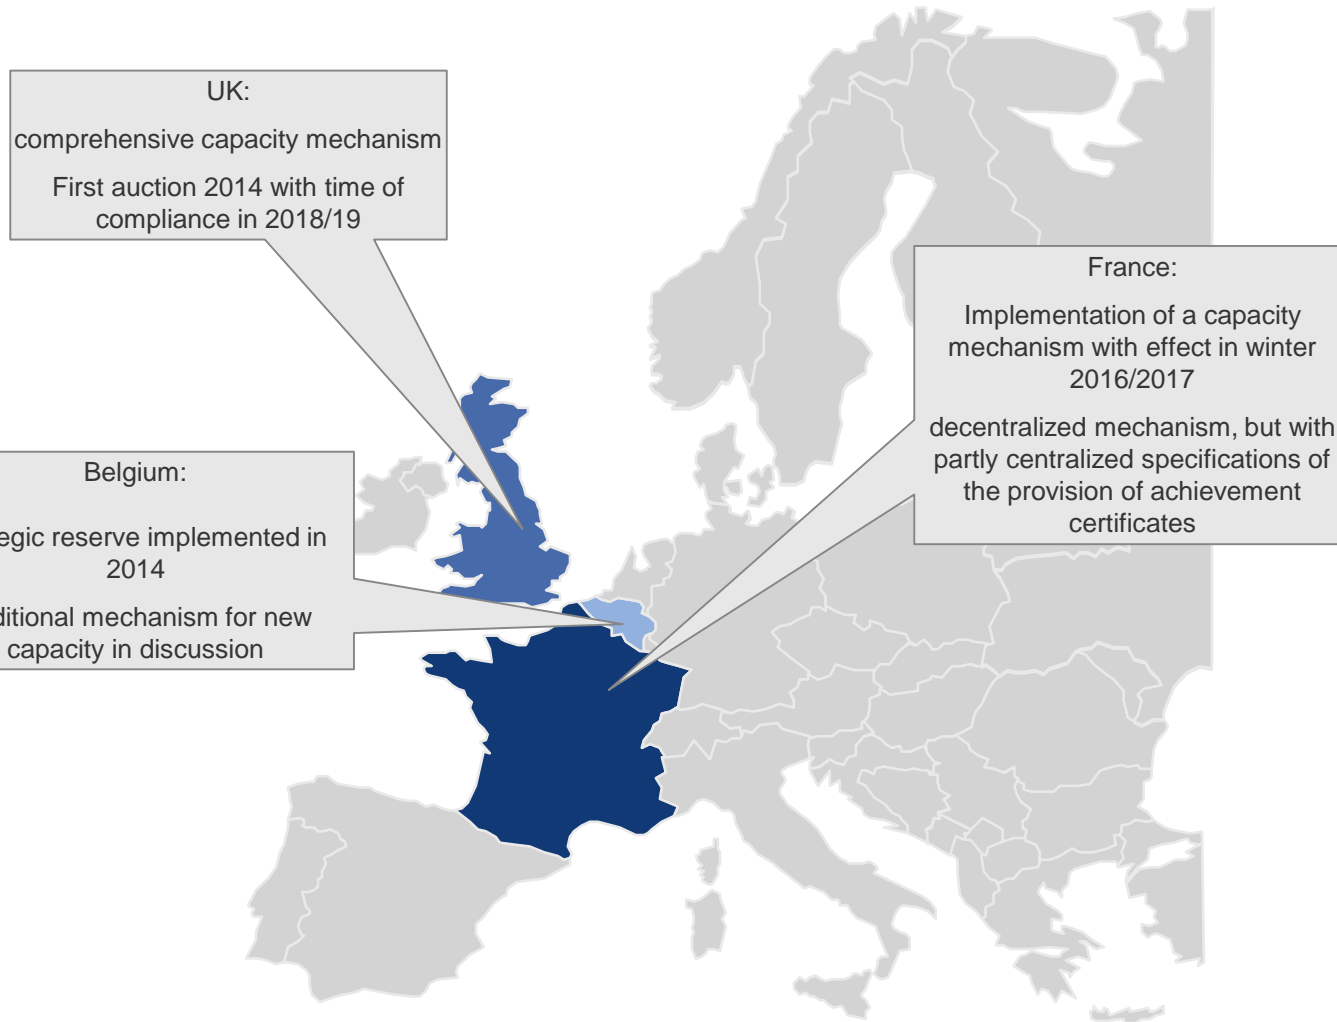 UK:
comprehensive capacity mechanism
First auction 2014 with time of
compliance in 2018/19
France:
Implementation of a capacity
mechanism with effect in winter
2016/2017
decentralized mechanism, but with
partly centralized specifications of
the provision of achievement
certificates
Belgium:
reserve implemented in
2014
mechanism for new
capacity in discussion